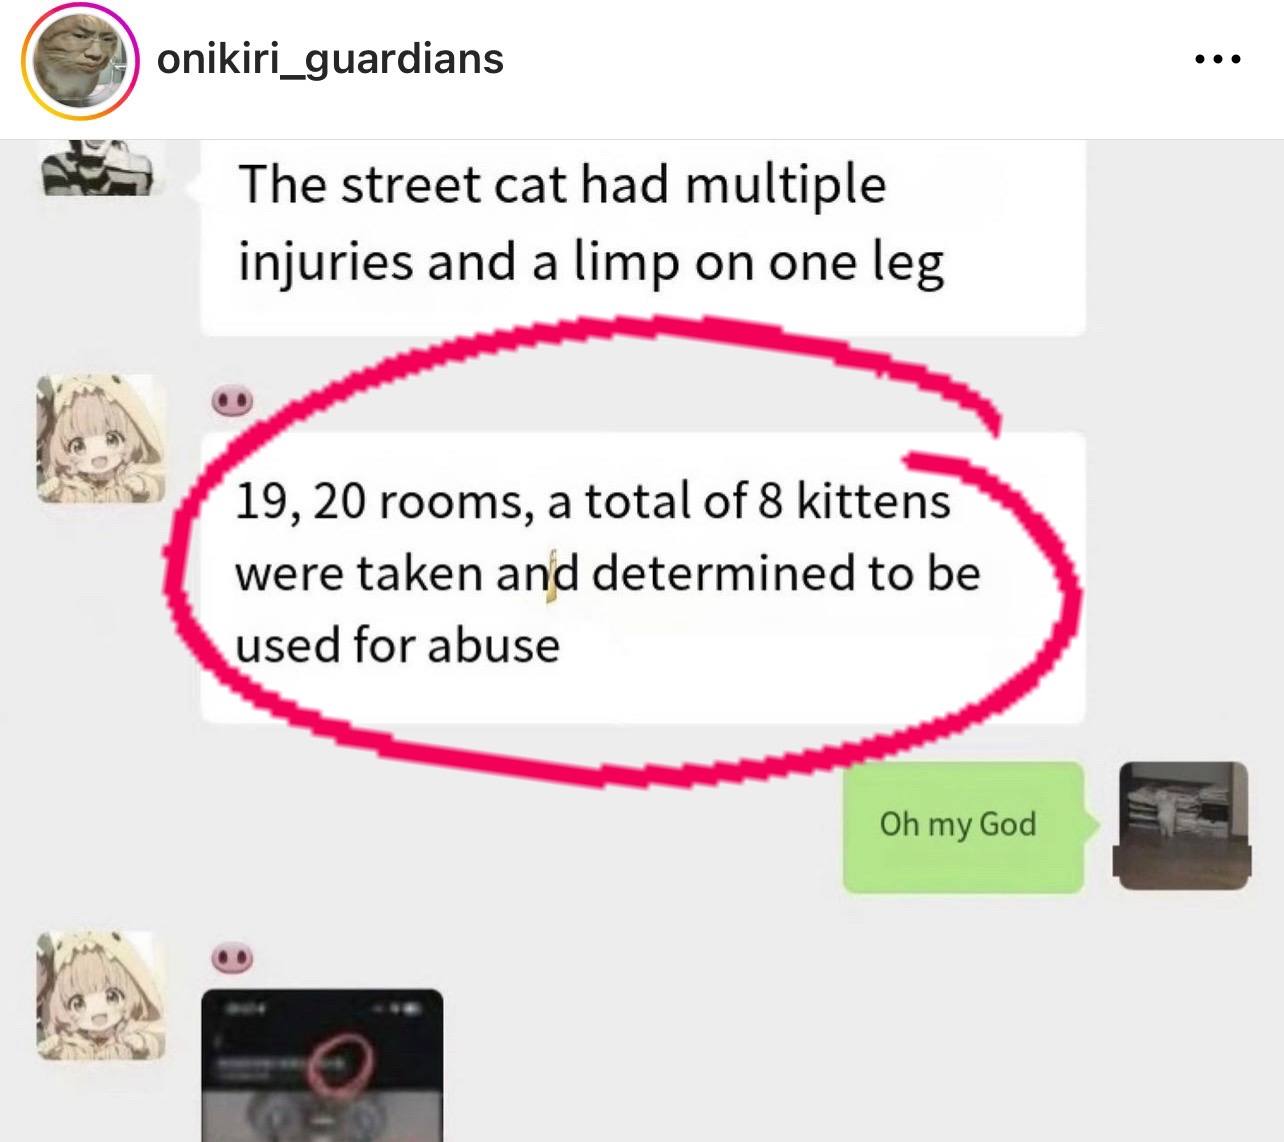 onikiri_guardians
The street cat had multiple
injuries and a limp on one leg
19, 20 rooms, a total of 8 kittens
were taken and determined to be
used for abuse
Oh my God